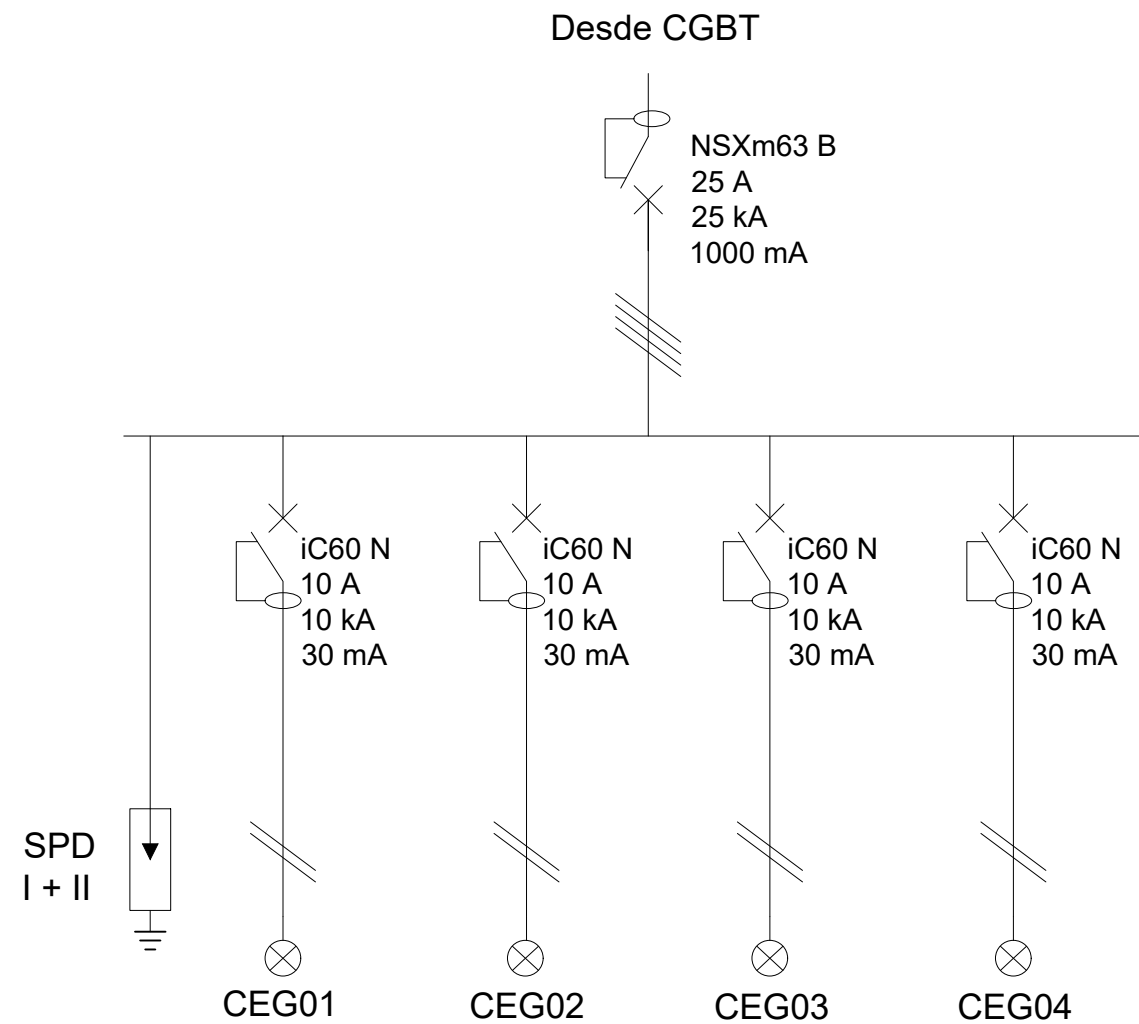 Desde CGBT
NSXm63 B
25 A
25 kA
1000 mA
iC60 N
10 A
10 kA
30 mA
iC60 N
10 A
10 kA
30 mA
iC60 N
10 A
10 kA
30 mA
iC60 N
10 A
10 kA
30 mA
SPD
I + II
CEG01
CEG02
CEG03
CEG04